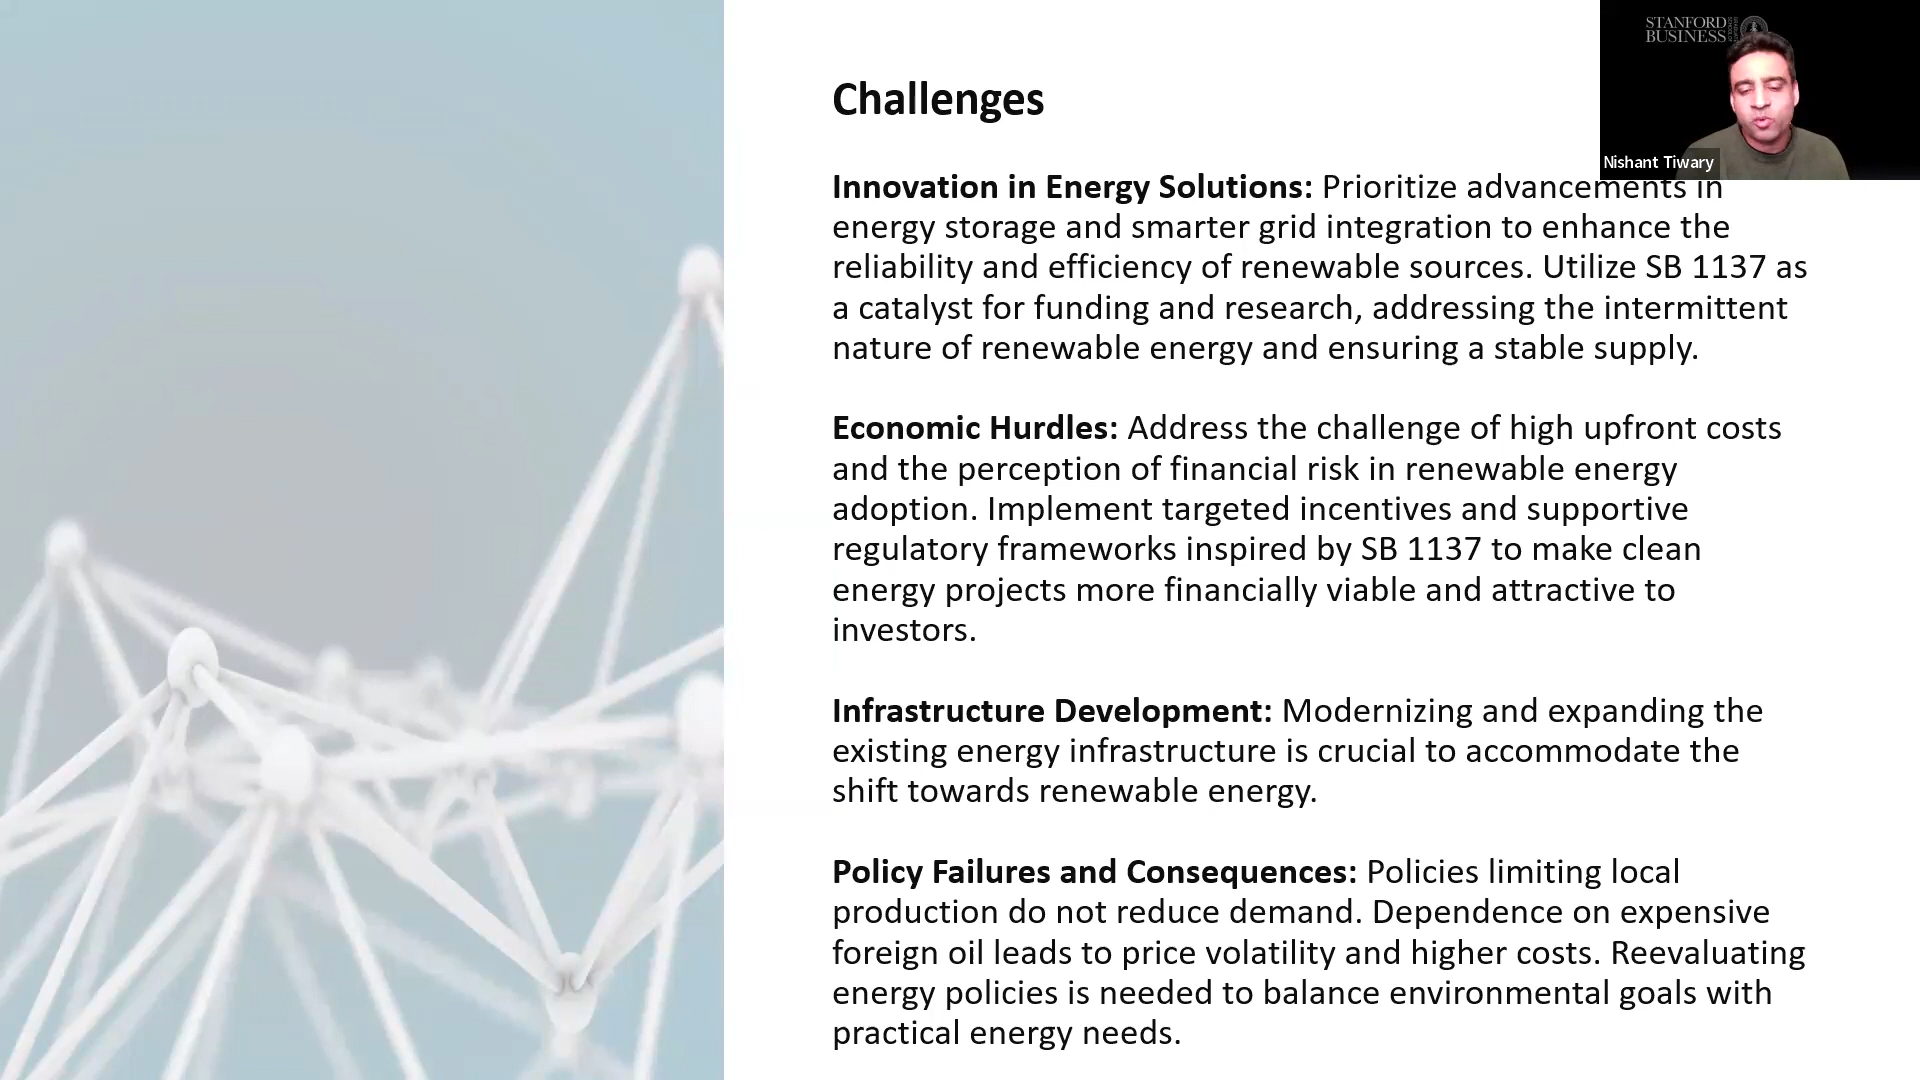 STANFORD
BUSINESS
Nishant Tiwary
Challenges
Innovation in Energy Solutions: Prioritize advancements in
energy storage and smarter grid integration to enhance the
reliability and efficiency of renewable sources. Utilize SB 1137 as
a catalyst for funding and research, addressing the intermittent
nature of renewable energy and ensuring a stable supply.
Economic Hurdles: Address the challenge of high upfront costs
and the perception of financial risk in renewable energy
adoption. Implement targeted incentives and supportive
regulatory frameworks inspired by SB 1137 to make clean
energy projects more financially viable and attractive to
investors.
Infrastructure Development: Modernizing and expanding the
existing energy infrastructure is crucial to accommodate the
shift towards renewable energy.
Policy Failures and Consequences: Policies limiting local
production do not reduce demand. Dependence on expensive
foreign oil leads to price volatility and higher costs. Reevaluating
energy policies is needed to balance environmental goals with
practical energy needs.